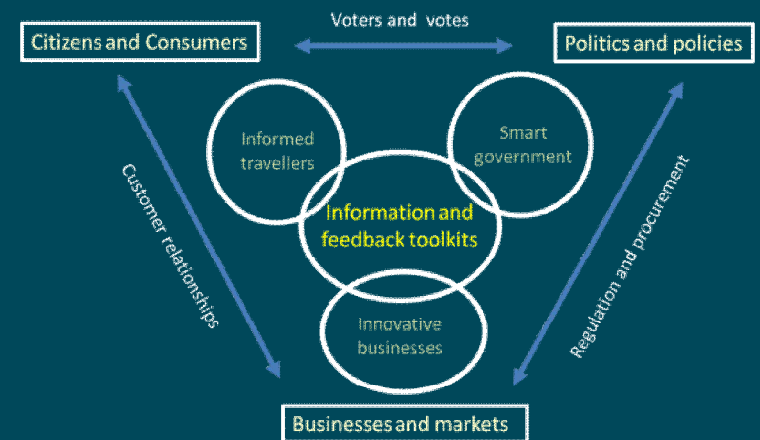 Voters and votes
Citizens and Consumers
Politics and policies
Informed
travellers
Smart
government
Customer relationships
Information and
feedback toolkits
Regulation and procurement
Innovative
businesses
Businesses and markets